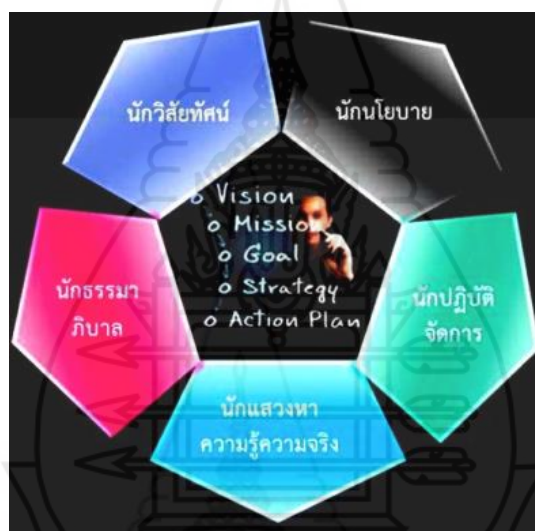 นักวิสัยทัศน์
นักนโยบาย
Vision
Mission
Goal
Strategy
Action Plan
นักธรรมา
ภิบาล
นักปฏิบัติ
จัดการ
นักแสวงหา
ความรู้ความจริง